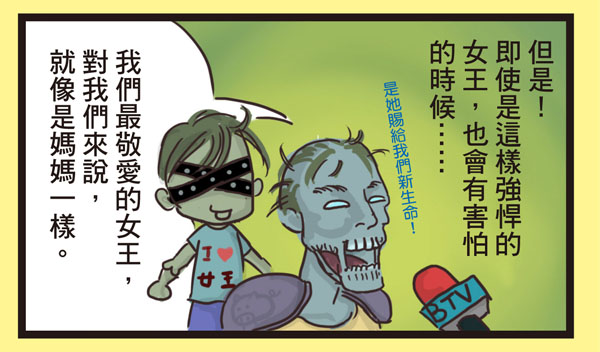 但是！
即使是這樣強悍的
女王，也會有害怕
的時候……
是她賜給我們新生命！
我們最敬愛的女王，
對我們來說，
就像是媽媽一樣。
I ♥
女王
BTV